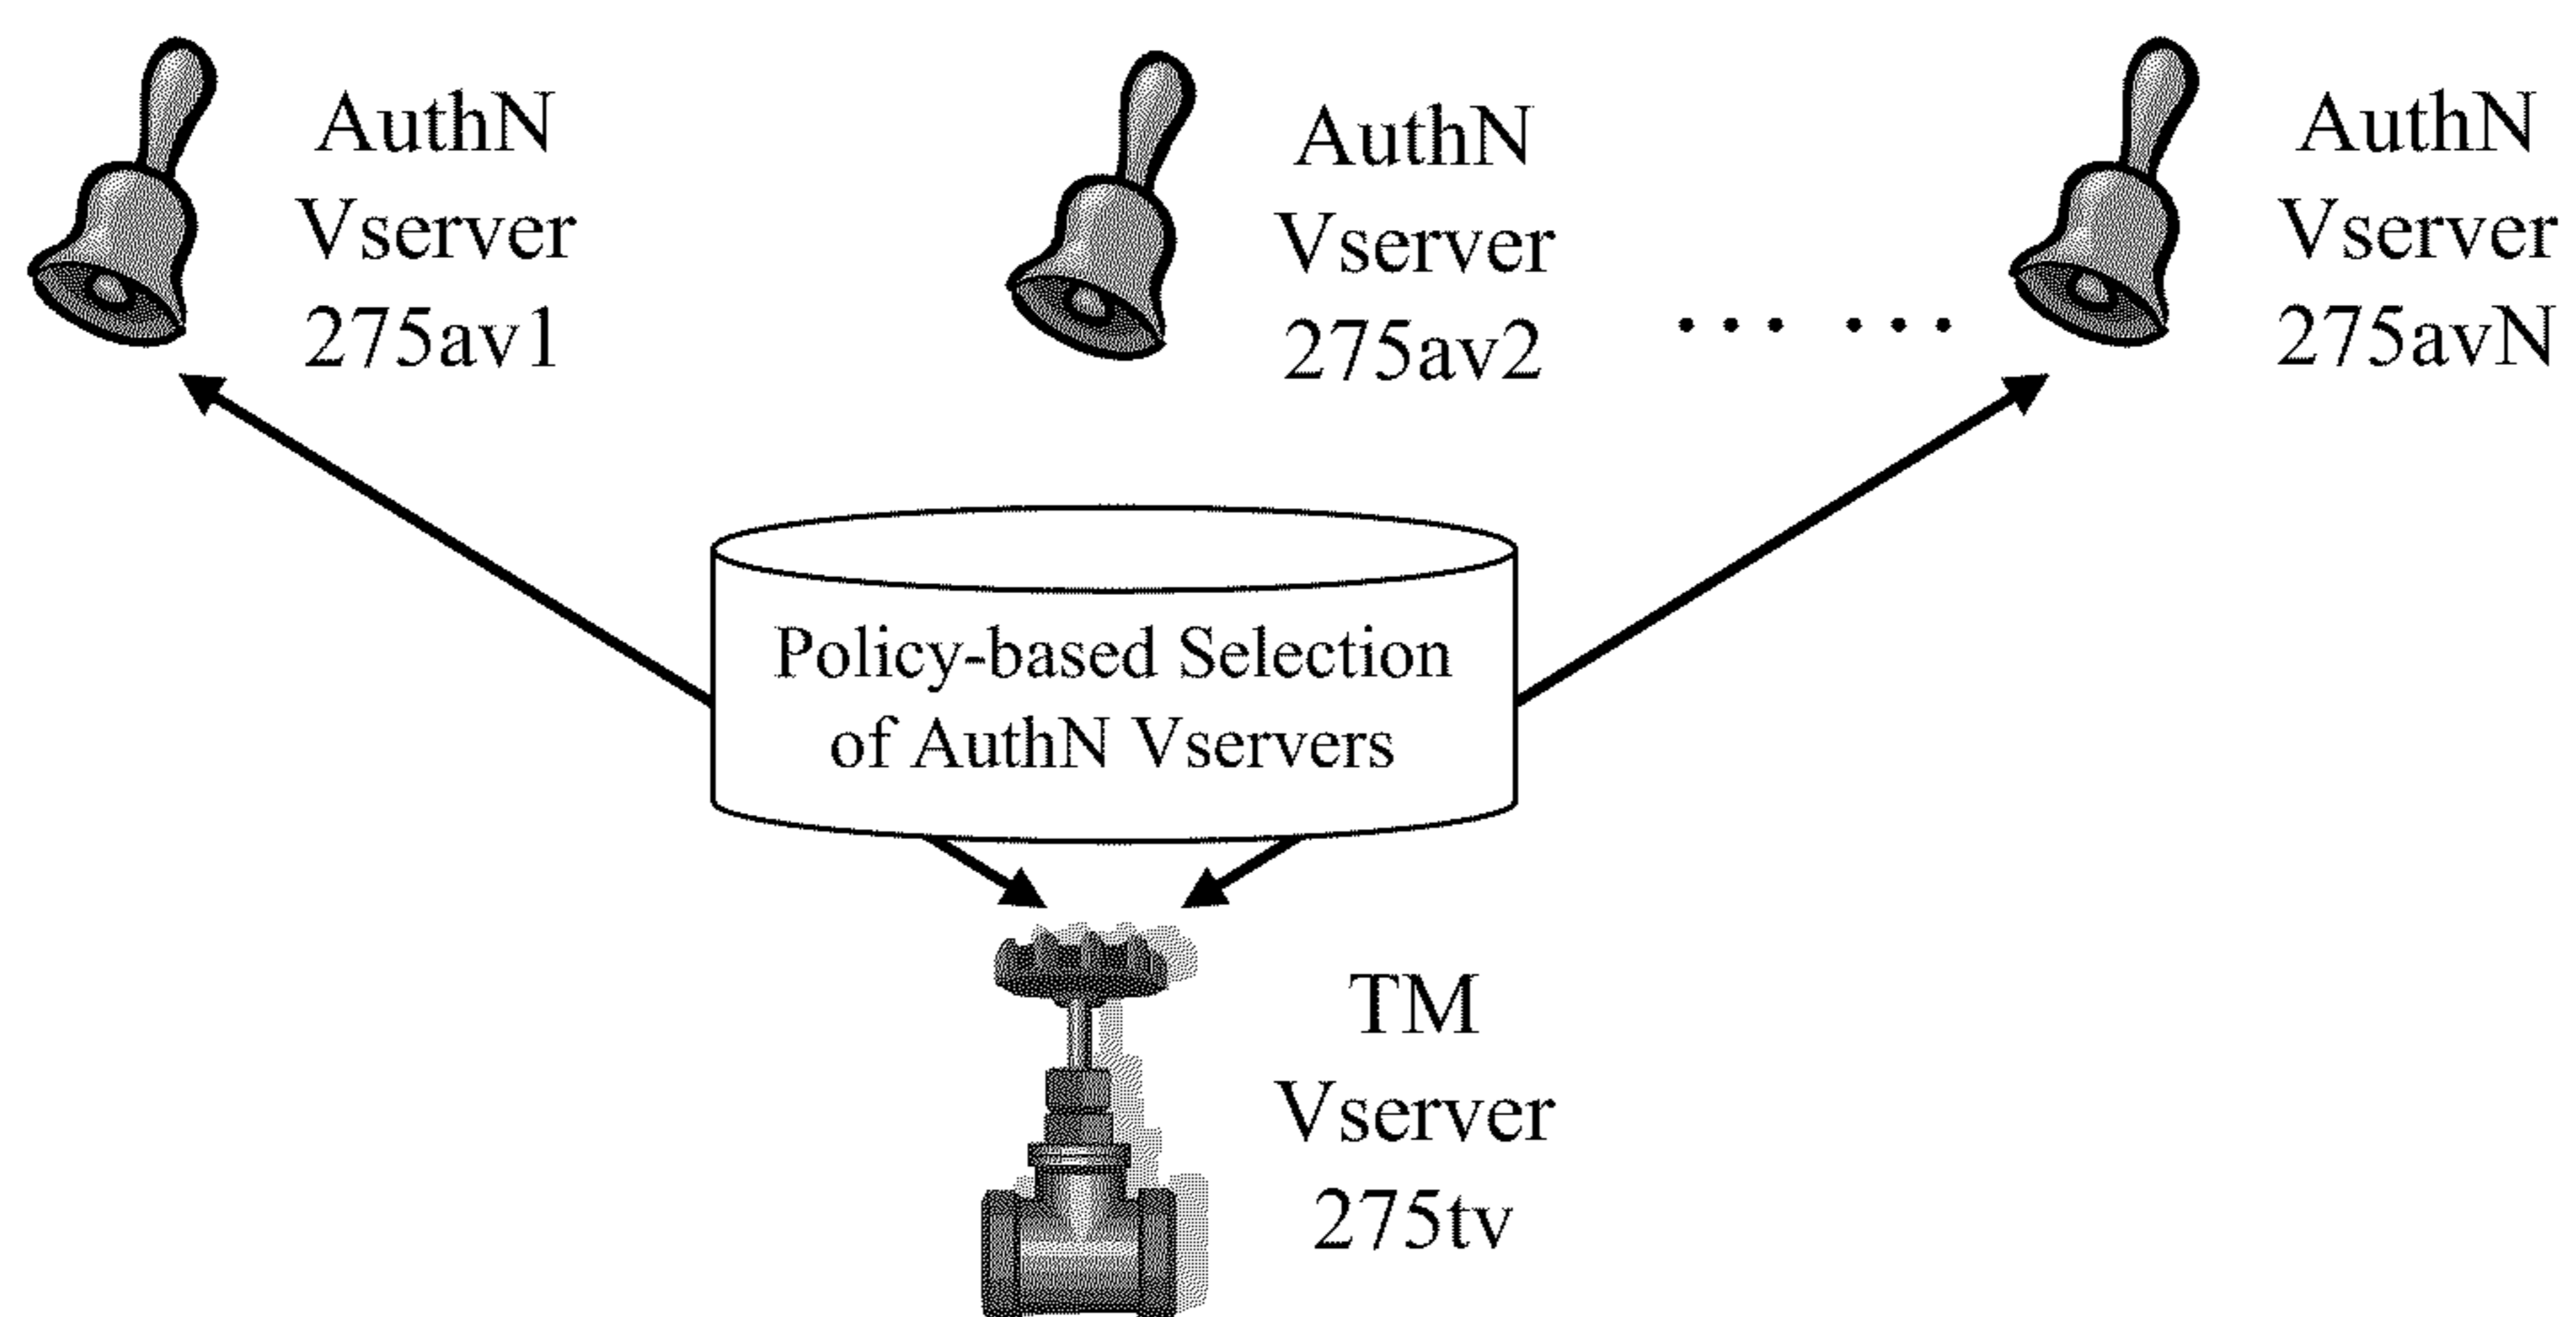 AuthN
Vserver
275av1
AuthN
Vserver
275av2
... ...
AuthN
Vserver
275avN
Policy-based Selection
of AuthN Vservers
TM
Vserver
275tv